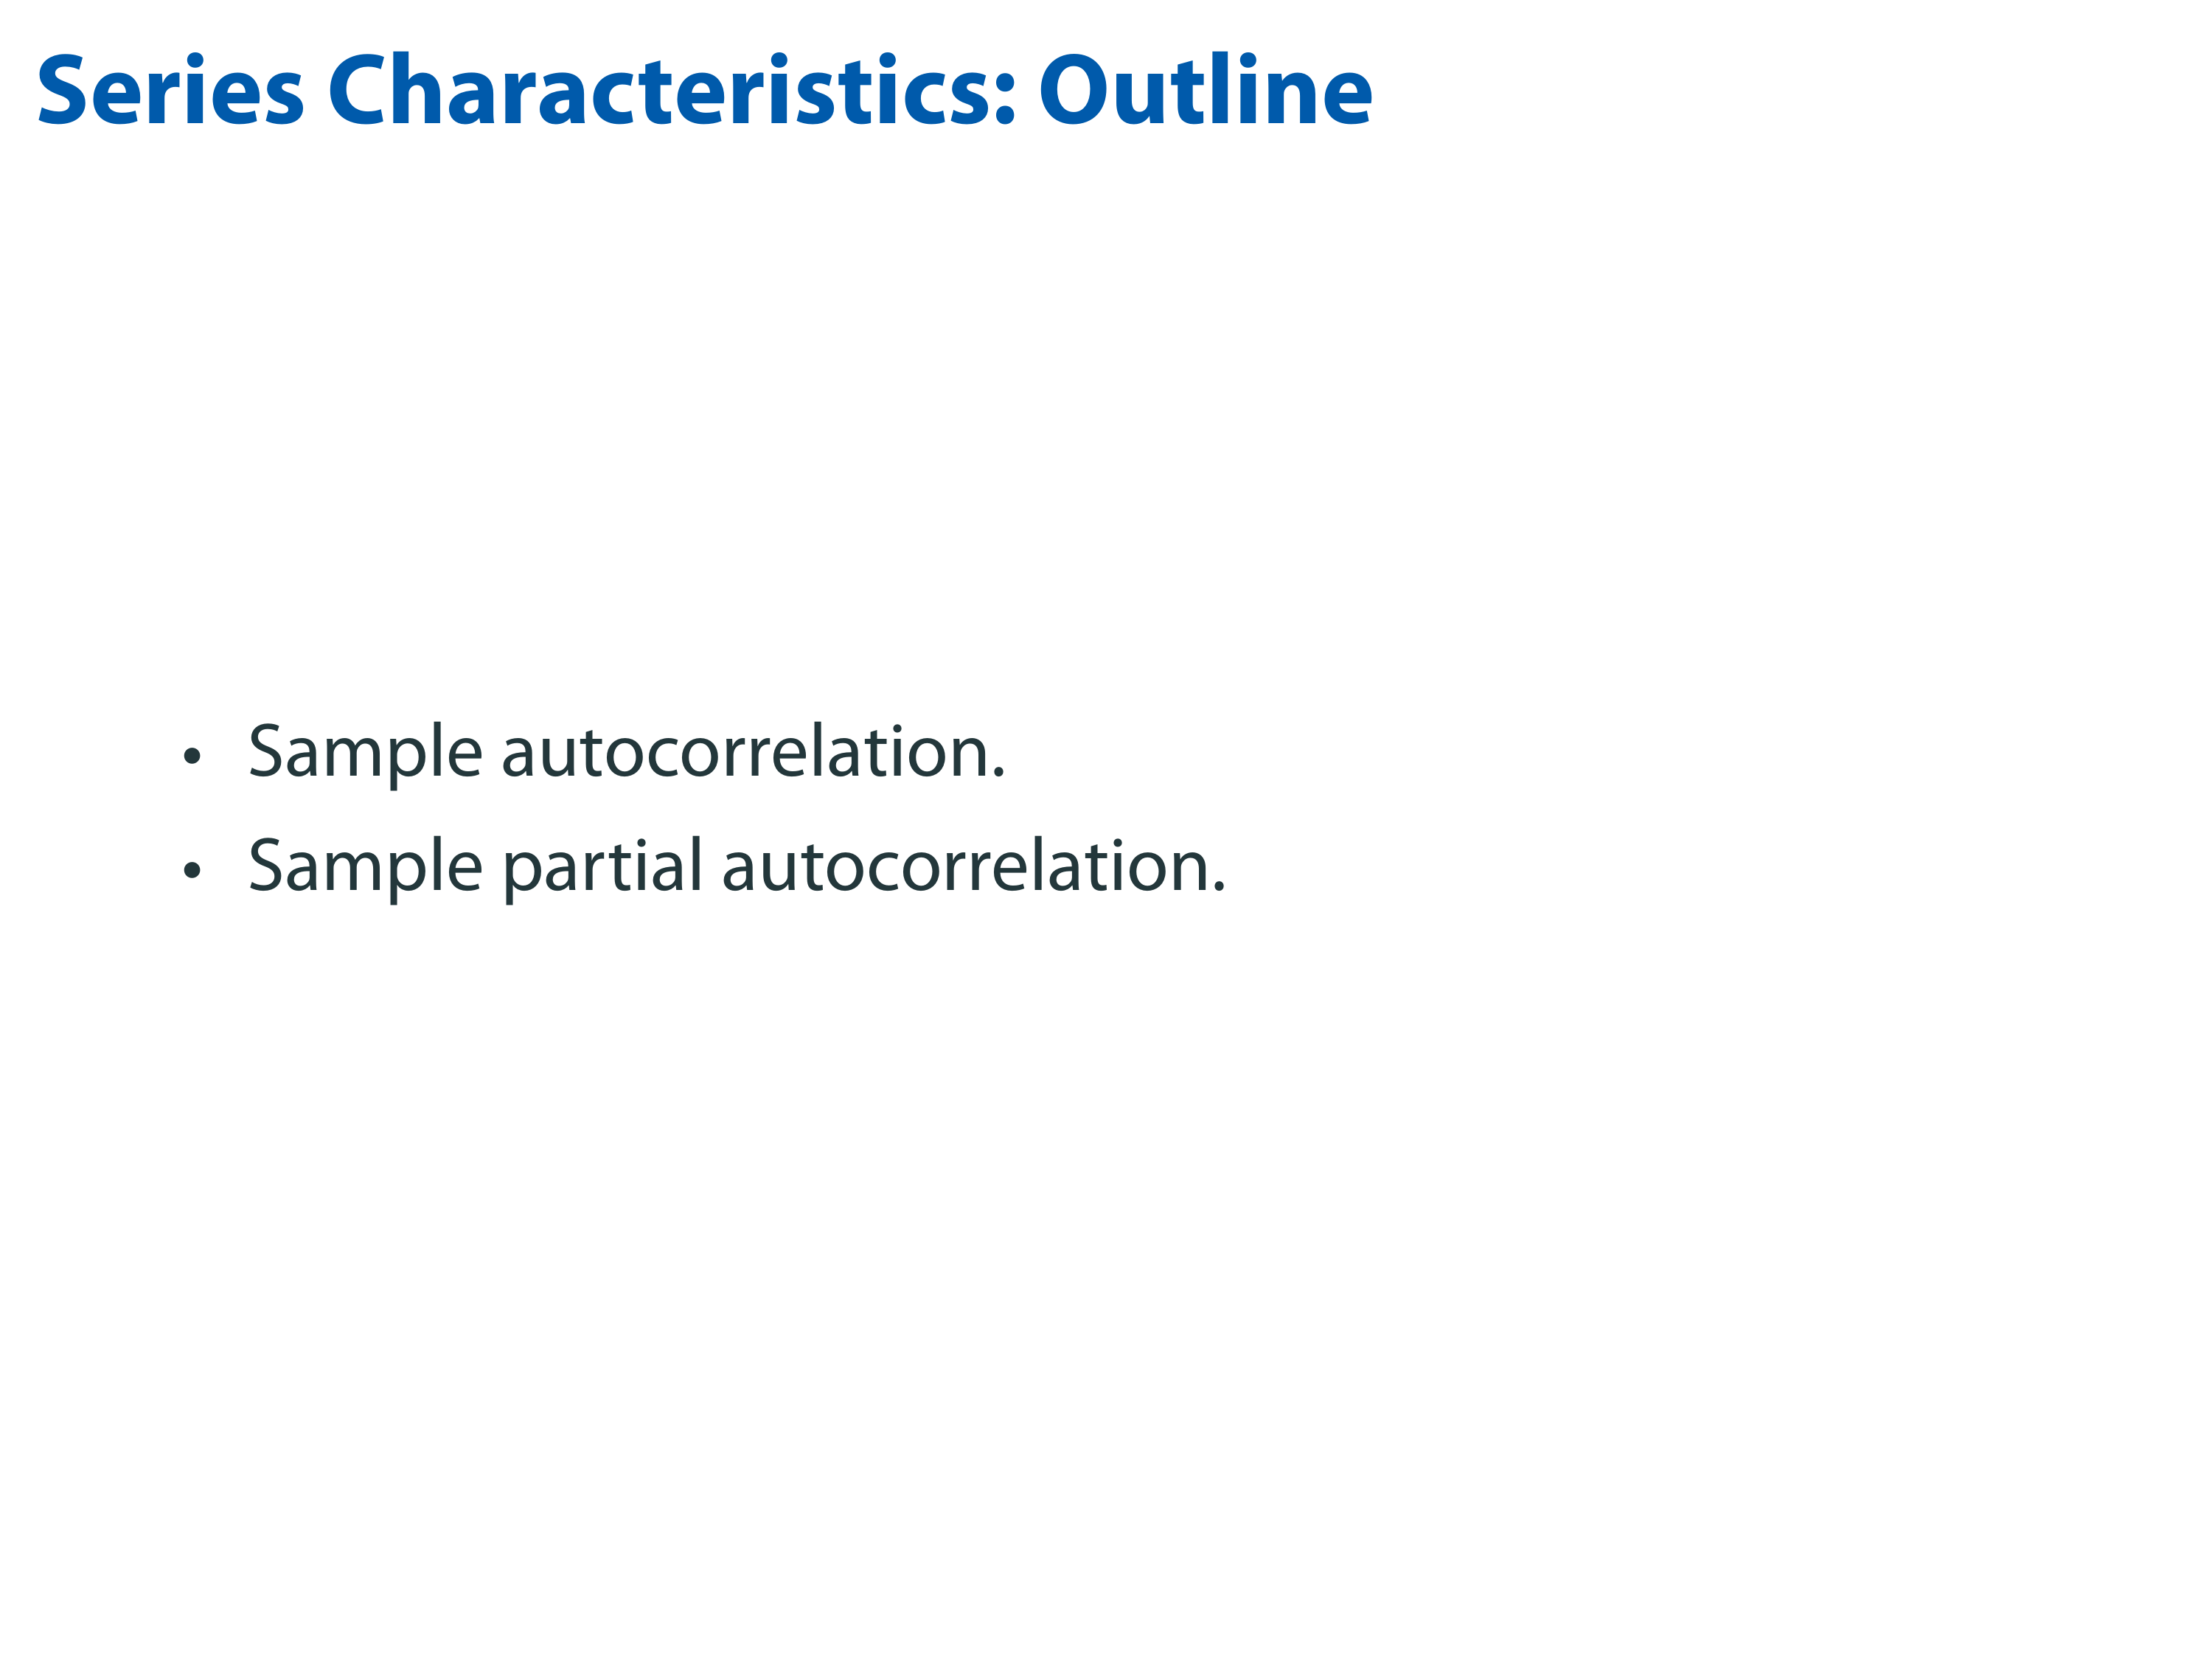 Series Characteristics: Outline
• Sample autocorrelation.
• Sample partial autocorrelation.